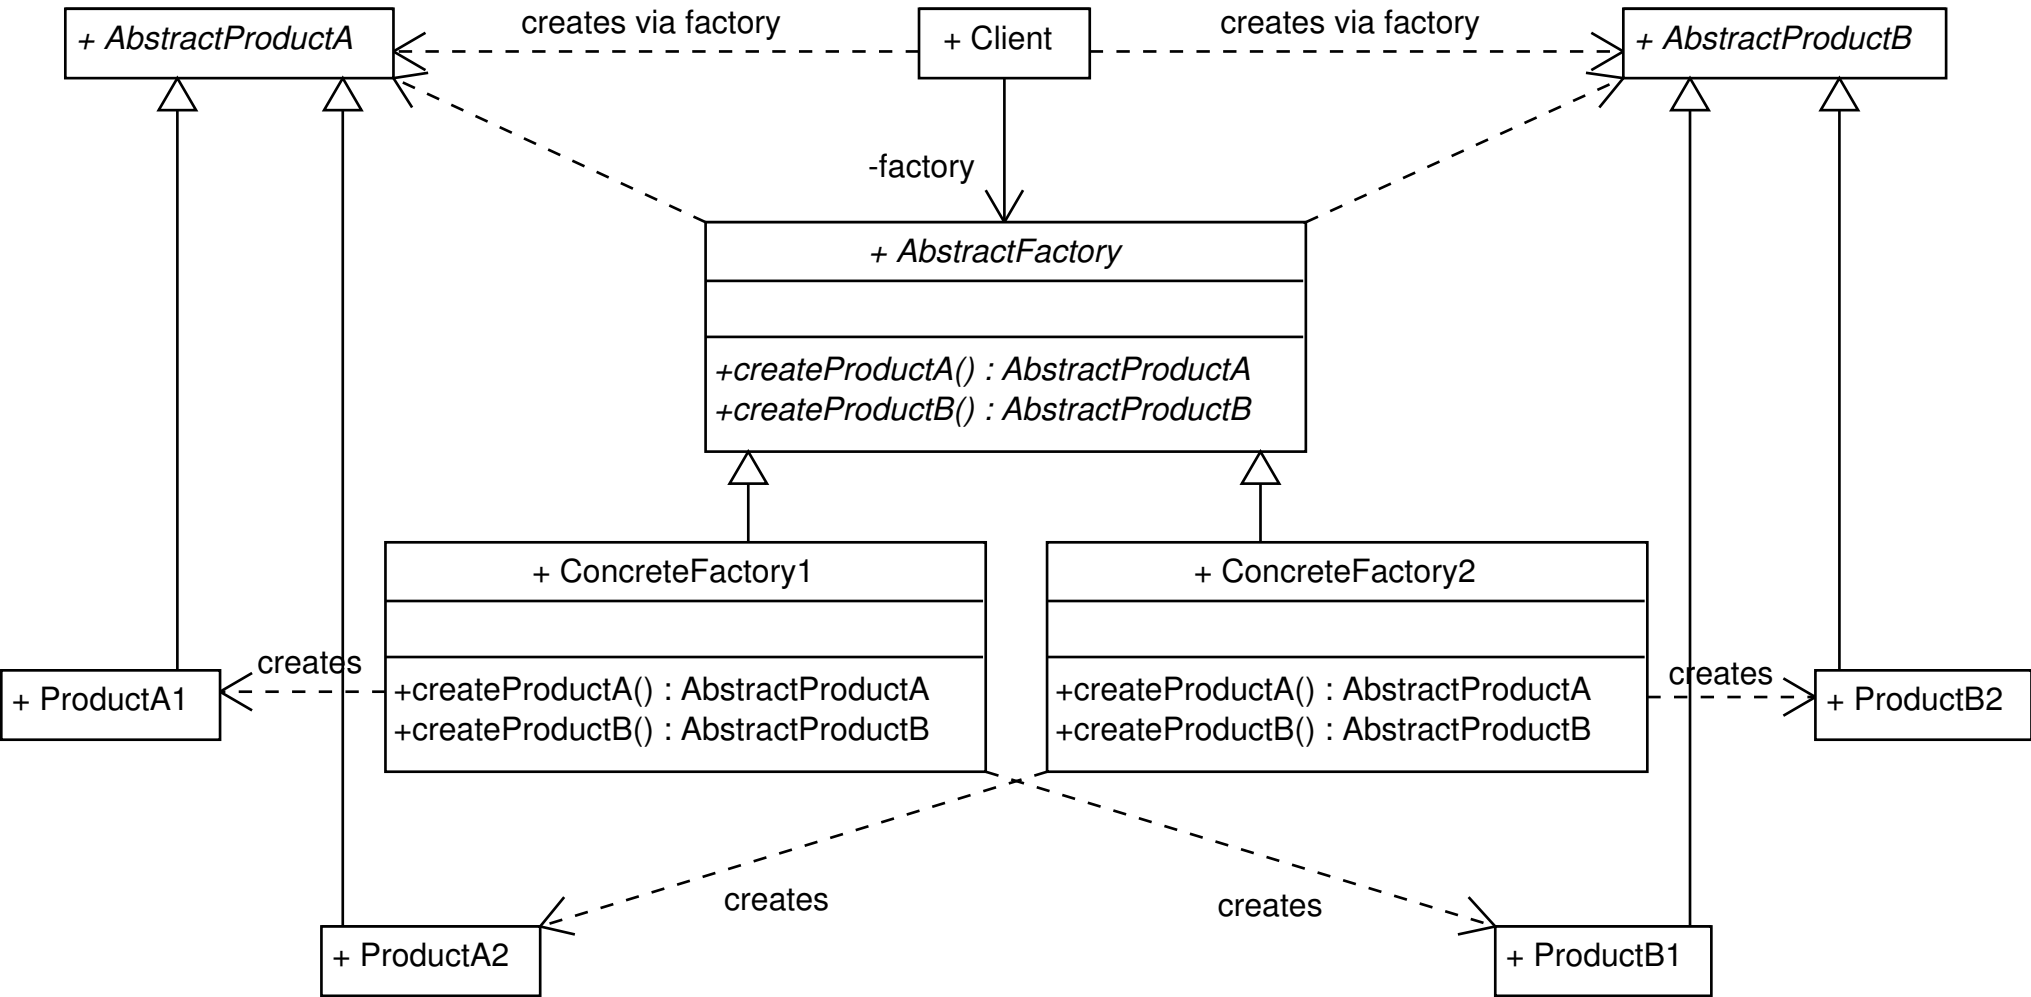 + AbstractProductA
creates via factory
+ Client
creates via factory
+ AbstractProductB
-factory
+ AbstractFactory
+createProductA() : AbstractProductA
+createProductB() : AbstractProductB
+ ConcreteFactory1
+ ConcreteFactory2
creates
+ ProductA1
+createProductA() : AbstractProductA
+createProductB() : AbstractProductB
+createProductA() : AbstractProductA
+createProductB() : AbstractProductB
creates
+ ProductB2
creates
creates
+ ProductA2
+ ProductB1